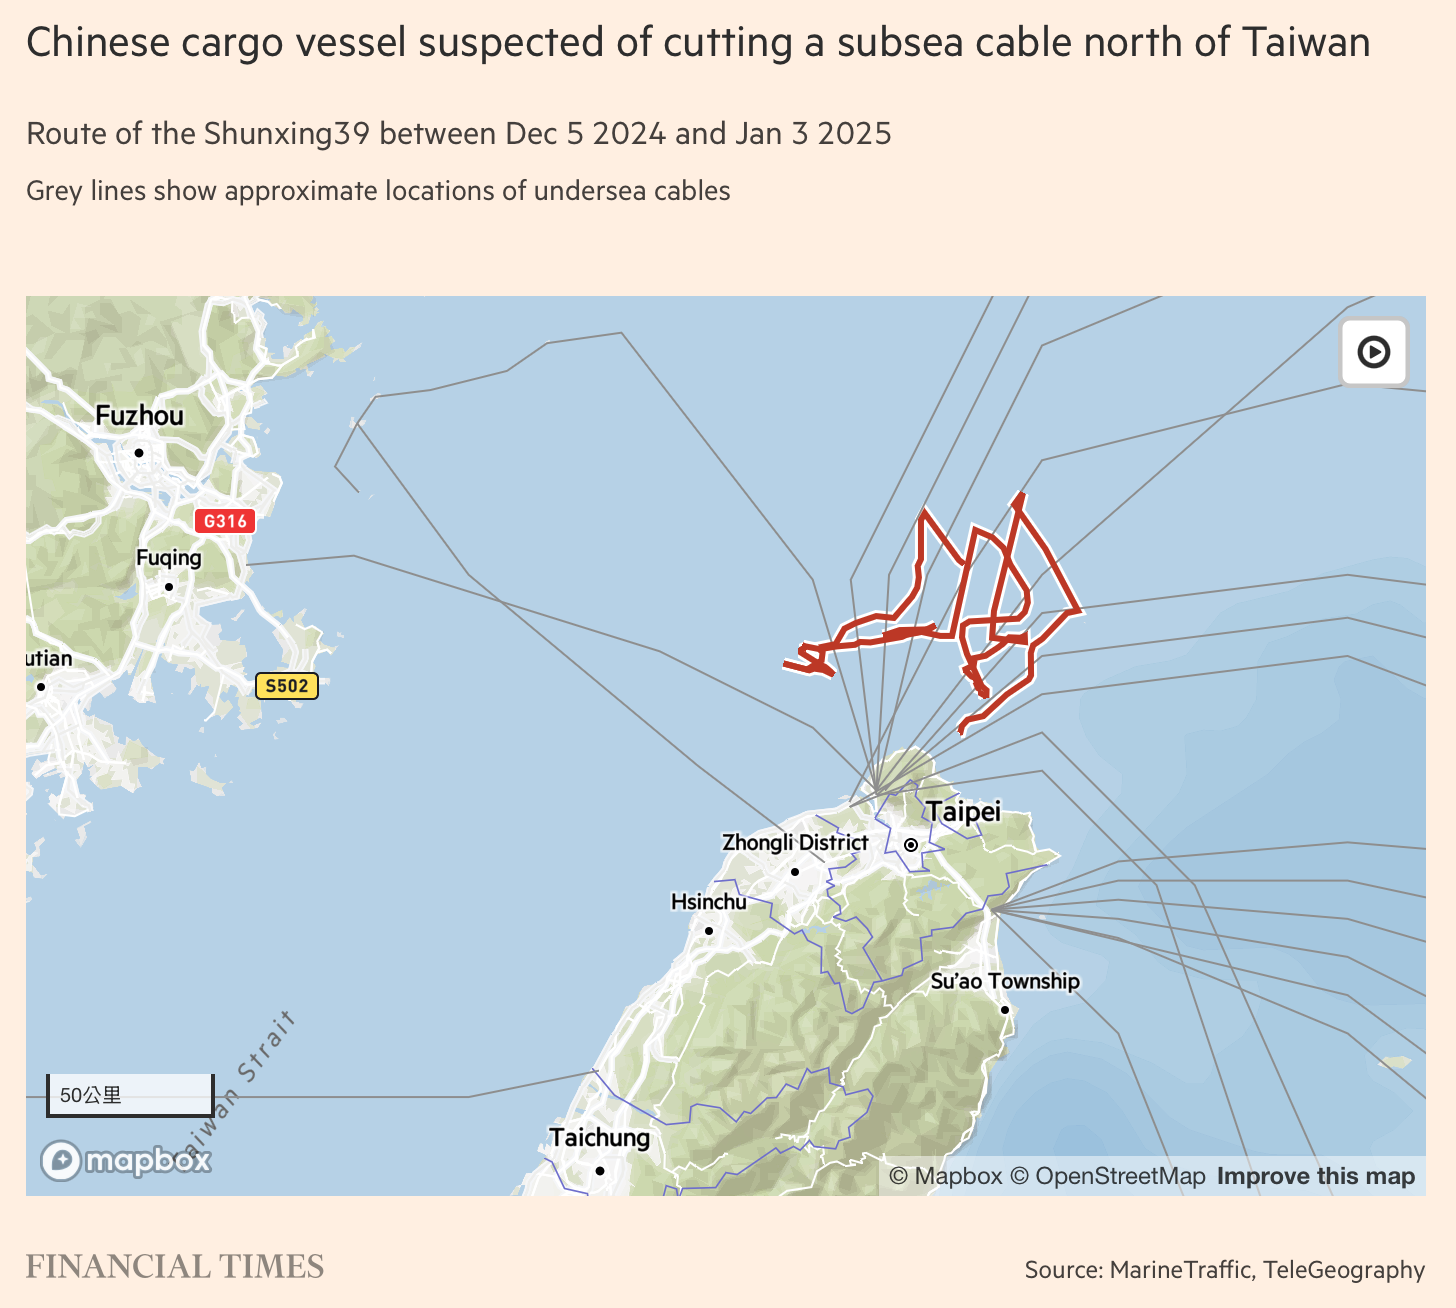 Chinese cargo vessel suspected of cutting a subsea cable north of Taiwan
Route of the Shunxing39 between Dec 5 2024 and Jan 3 2025
Grey lines show approximate locations of undersea cables
Fuzhou
G316
Fuqing
utian
S502
Taipei
Zhongli District
Hsinchu
Su'ao Township
Taiwan Strait
50公里
Taichung
mapbox
© Mapbox © OpenStreetMap Improve this map
FINANCIAL TIMES
Source: MarineTraffic, TeleGeography